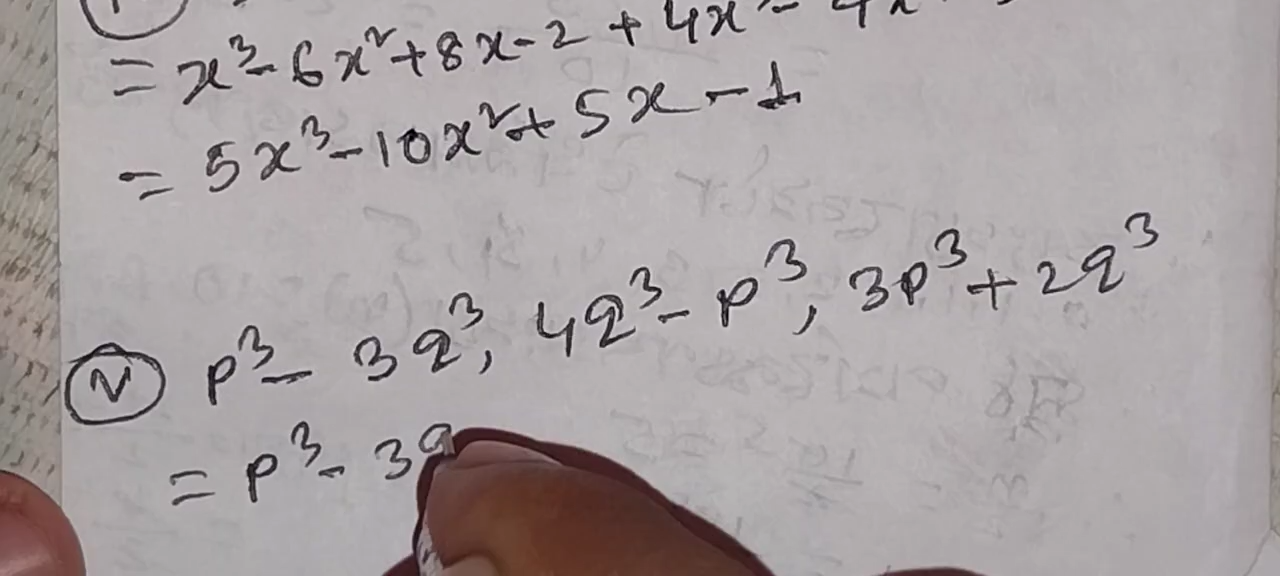 = x³ - 6x² + 8x - 2 + 4x
= 5x³ - 10x² + 5x - 1
(v) p³ - 3q³, 4q³ - p³, 3p³ + 2q³
= p³ - 3q